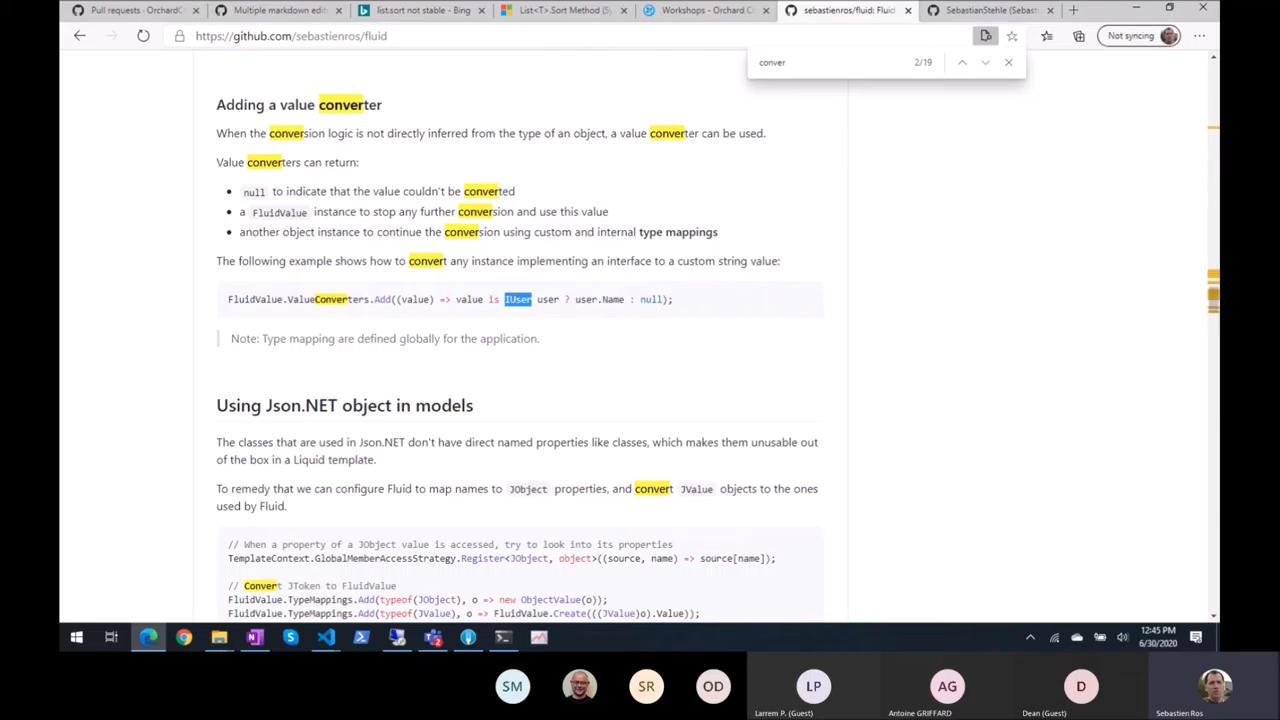 Pull requests · OrchardC
Multiple markdown edit
list.sort not stable - Bing
List<T>.Sort Method (Sy
Workshops - Orchard C
sebastienros/fluid: Fluid
SebastianStehle (Sebast
https://github.com/sebastienros/fluid
Not syncing
conver
2/19
Adding a value converter
When the conversion logic is not directly inferred from the type of an object, a value converter can be used.
Value converters can return:
null to indicate that the value couldn't be converted
a FluidValue instance to stop any further conversion and use this value
another object instance to continue the conversion using custom and internal type mappings
The following example shows how to convert any instance implementing an interface to a custom string value:
FluidValue.ValueConverters.Add((value) => value is IUser user ? user.Name : null);
Note: Type mapping are defined globally for the application.
Using Json.NET object in models
The classes that are used in Json.NET don't have direct named properties like classes, which makes them unusable out
of the box in a Liquid template.
To remedy that we can configure Fluid to map names to JObject properties, and convert JValue objects to the ones
used by Fluid.
// When a property of a JObject value is accessed, try to look into its properties
TemplateContext.GlobalMemberAccessStrategy.Register<JObject, object>((source, name) => source[name]);
// Convert JToken to FluidValue
FluidValue.TypeMappings.Add(typeof(JObject), o => new ObjectValue(o));
FluidValue.TypeMappings.Add(typeof(JValue), o => FluidValue.Create(((JValue)o).Value));
12:45 PM
6/30/2020
SM
SR
OD
LP
AG
D
Larrem P. (Guest)
Antoine GRIFFARD
Dean (Guest)
Sebastien Ros